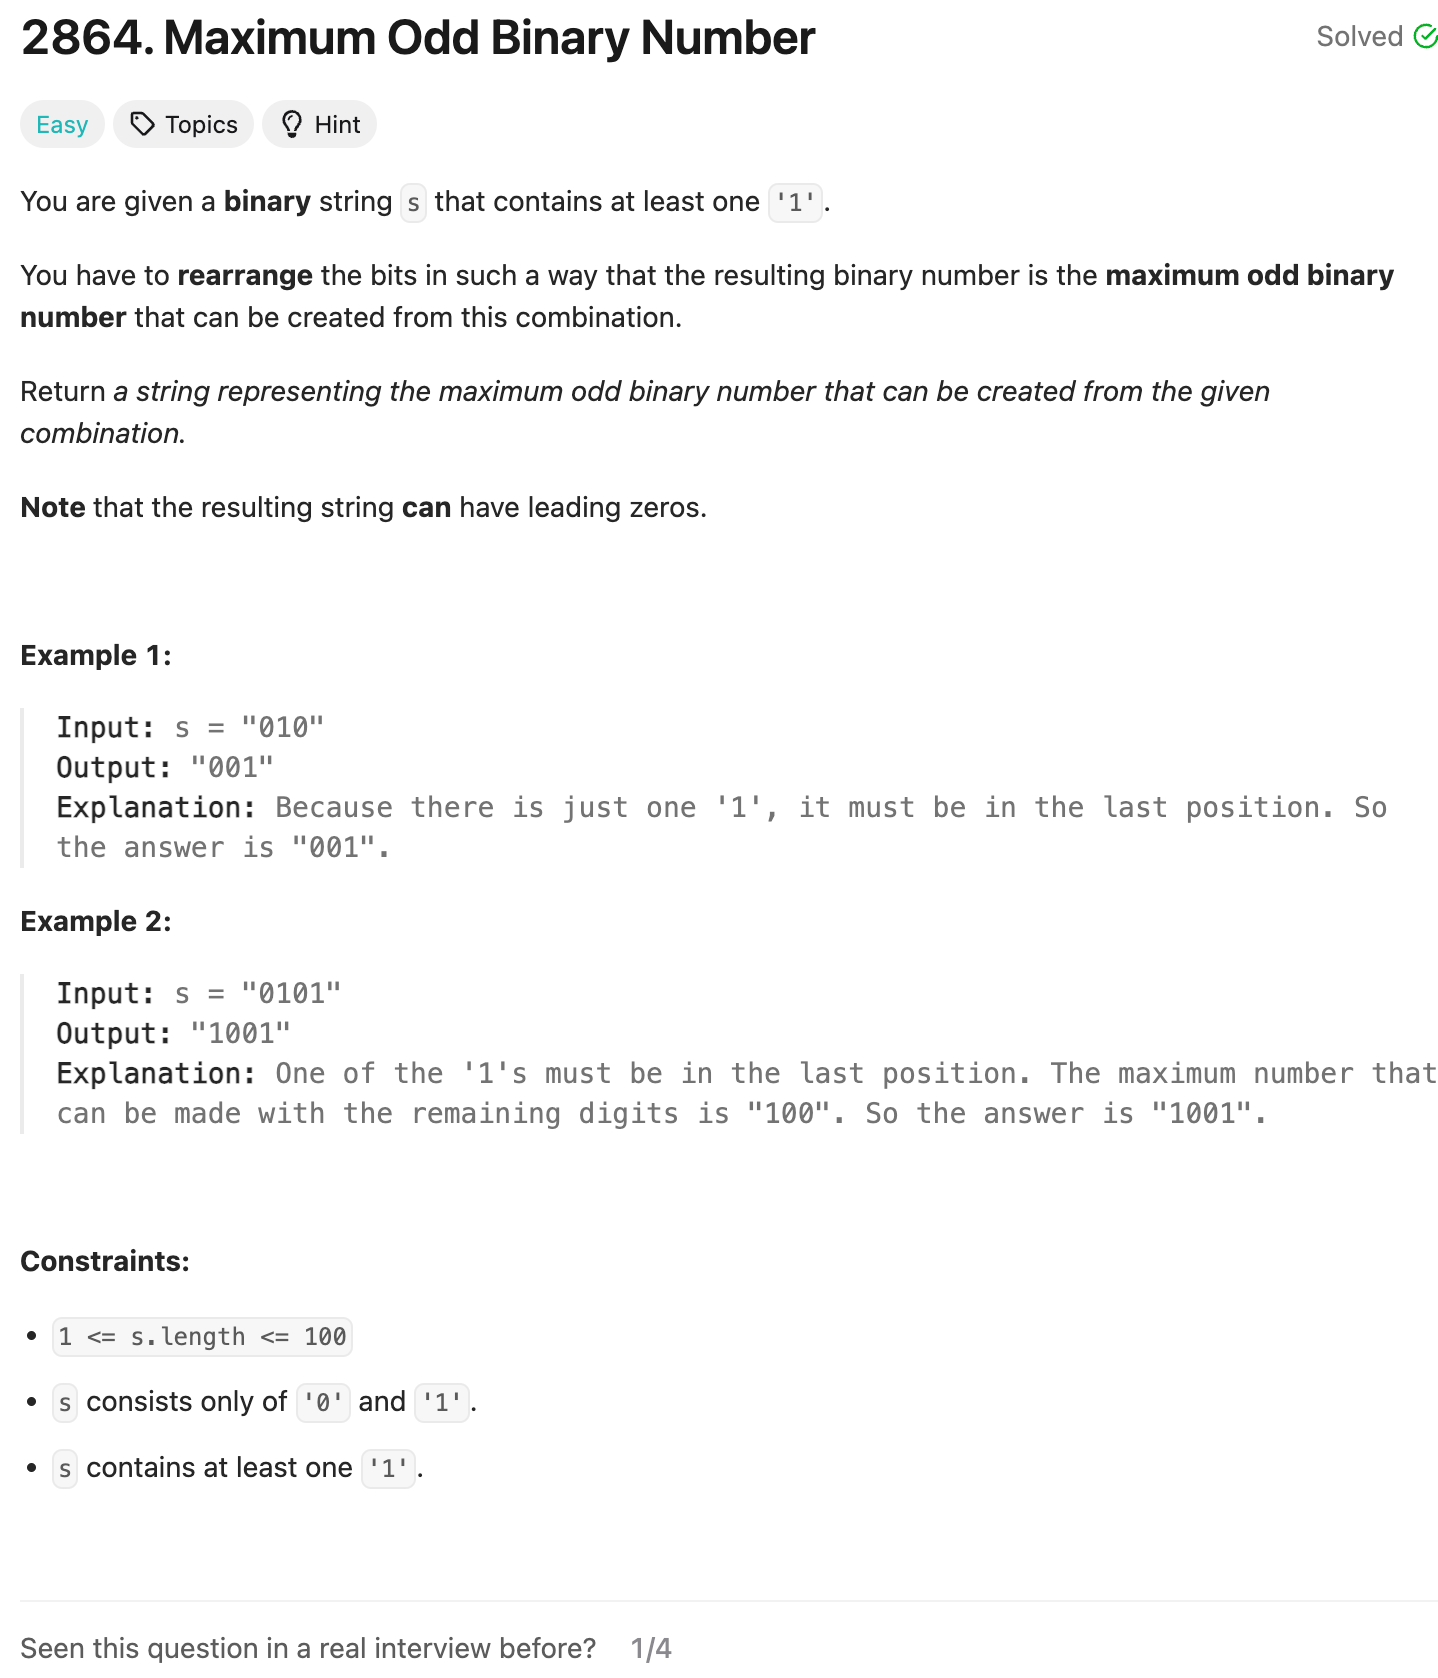 2864. Maximum Odd Binary Number
Solved
Easy
Topics
Hint
You are given a binary string s that contains at least one '1'.
You have to rearrange the bits in such a way that the resulting binary number is the maximum odd binary
number that can be created from this combination.
Return a string representing the maximum odd binary number that can be created from the given
combination.
Note that the resulting string can have leading zeros.
Example 1:
Input: s = "010"
Output: "001"
Explanation: Because there is just one '1', it must be in the last position. So
the answer is "001".
Example 2:
Input: s = "0101"
Output: "1001"
Explanation: One of the '1's must be in the last position. The maximum number that
can be made with the remaining digits is "100". So the answer is "1001".
Constraints:
• 1 <= s.length <= 100
• s consists only of '0' and '1'.
• s contains at least one '1'.
Seen this question in a real interview before? 1/4